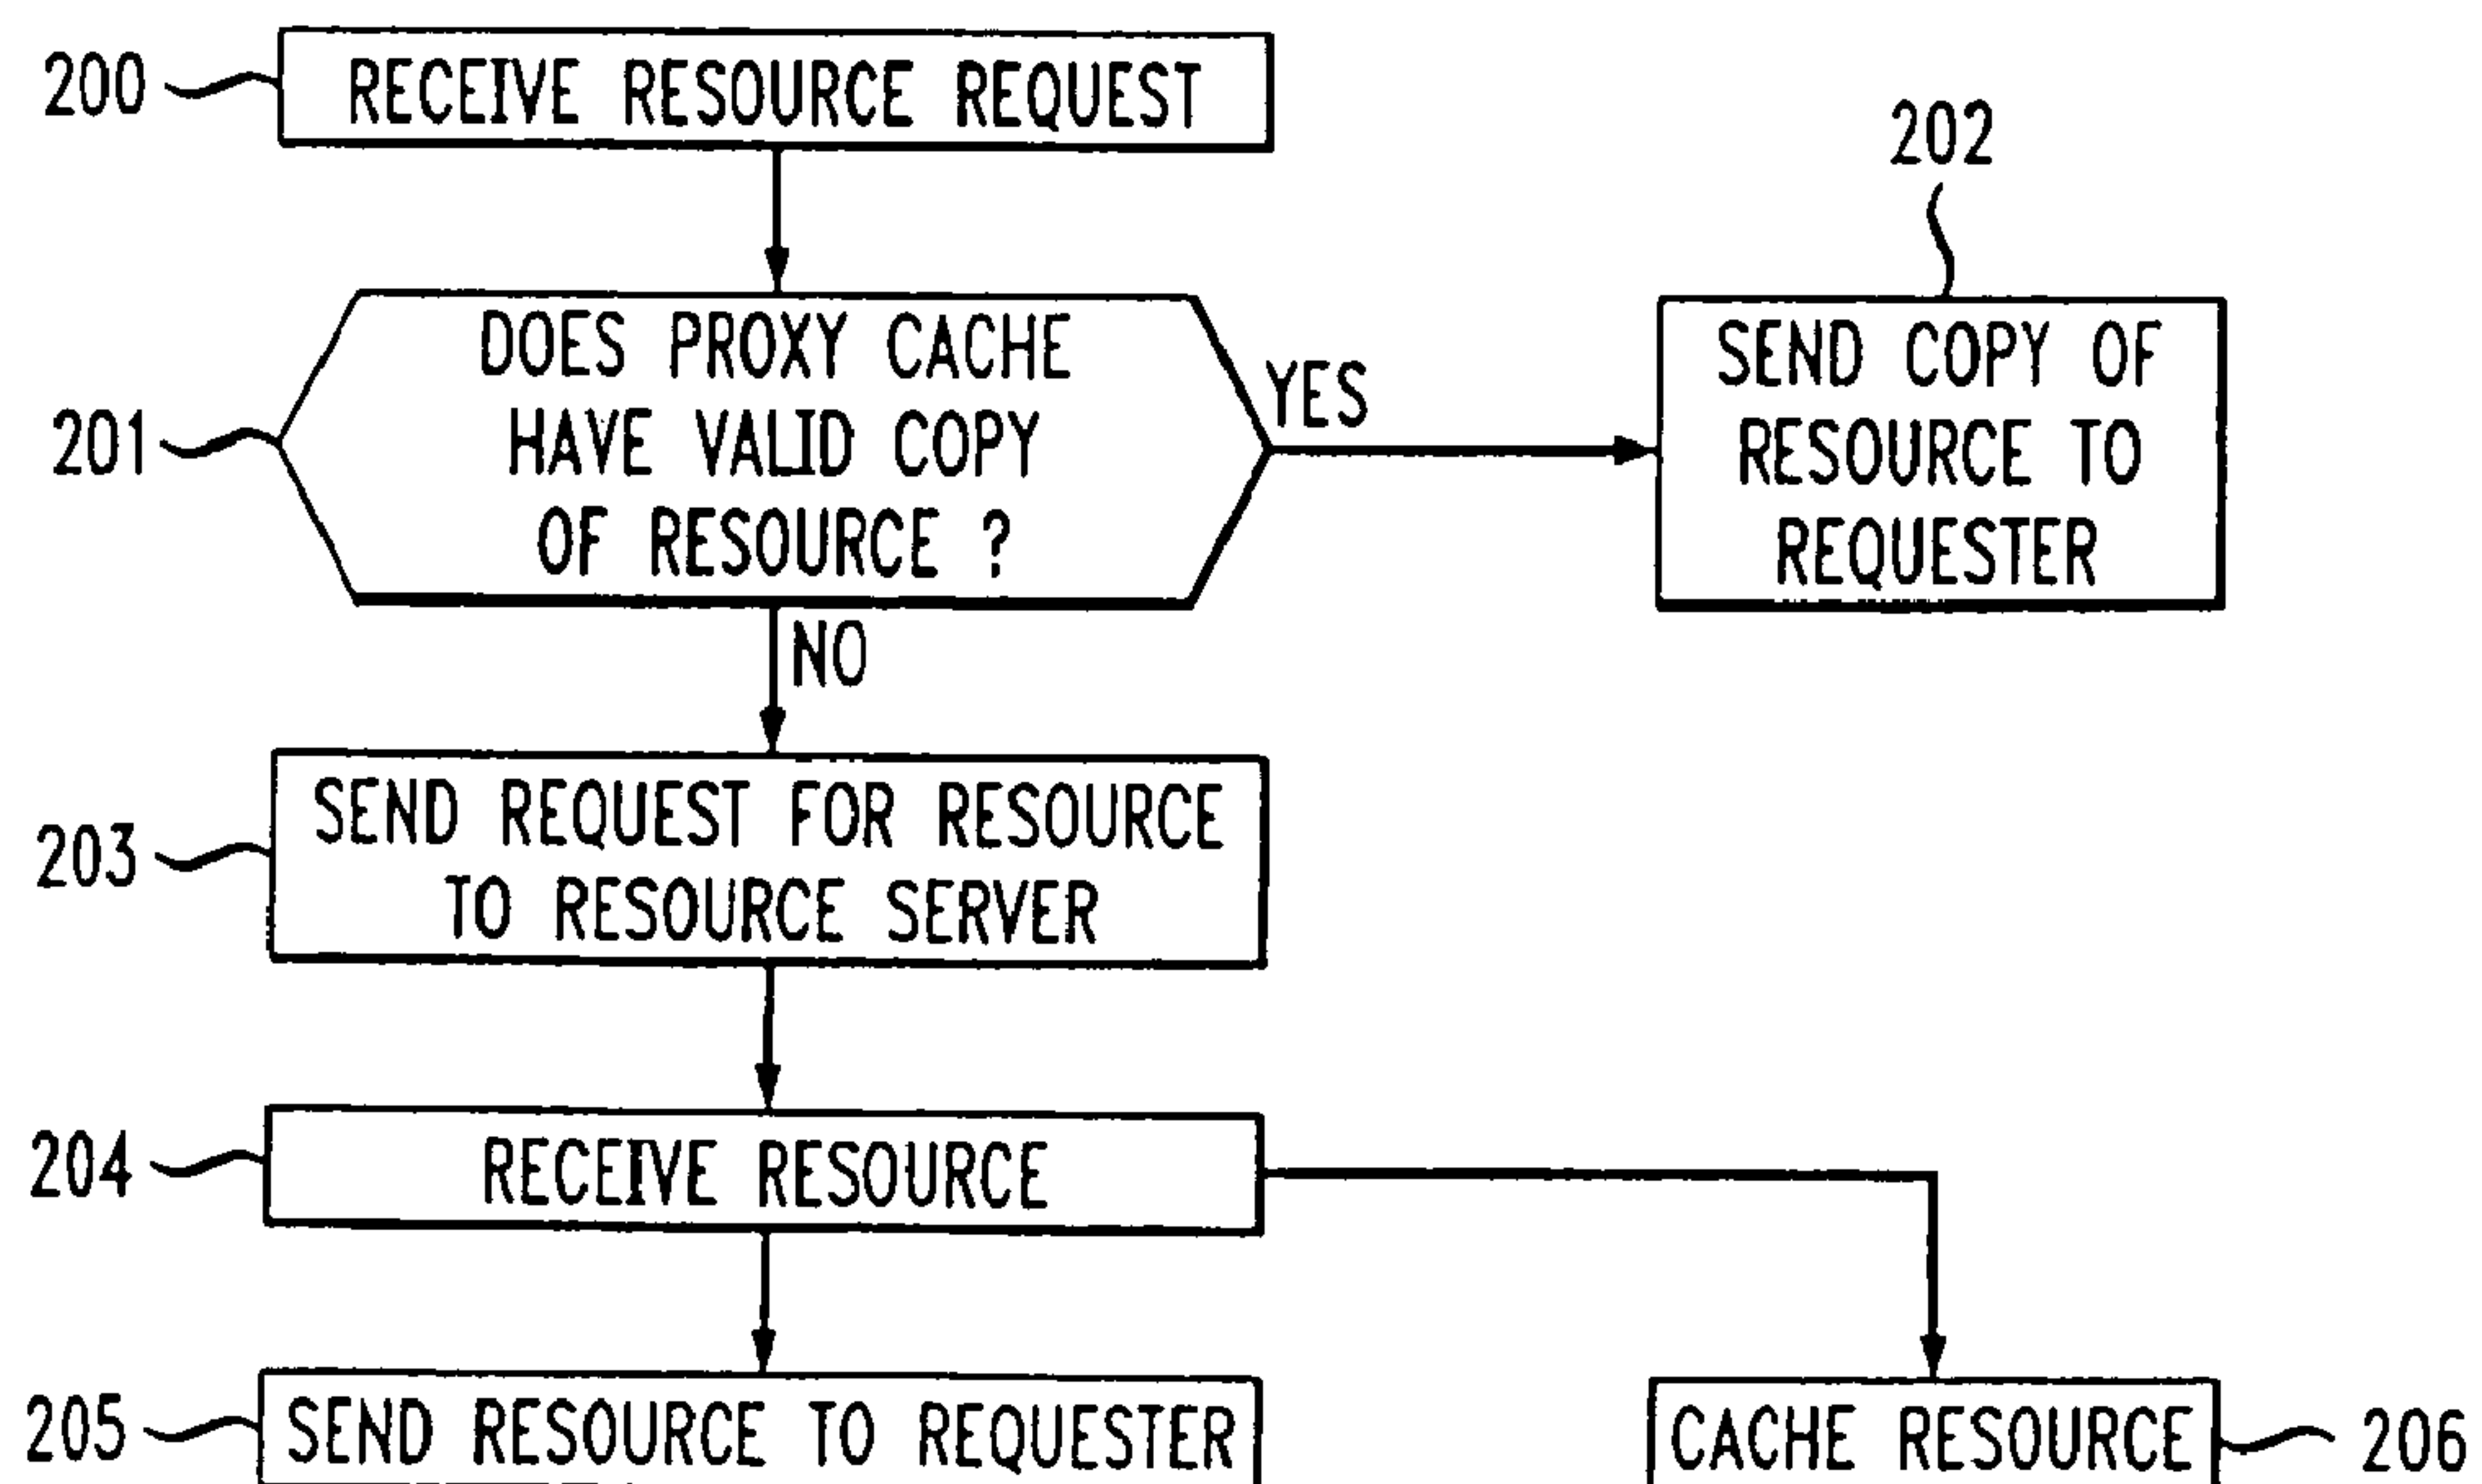 200
RECEIVE RESOURCE REQUEST
202
201
DOES PROXY CACHE
HAVE VALID COPY
OF RESOURCE ?
YES
SEND COPY OF
RESOURCE TO
REQUESTER
NO
203
SEND REQUEST FOR RESOURCE
TO RESOURCE SERVER
204
RECEIVE RESOURCE
205
SEND RESOURCE TO REQUESTER
CACHE RESOURCE
206